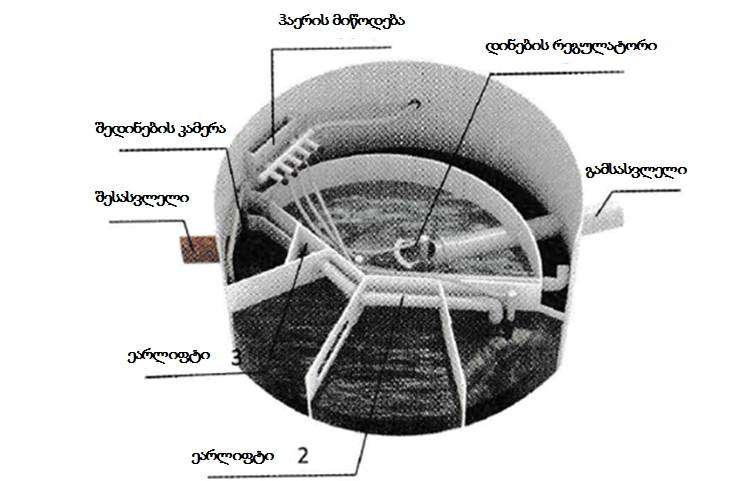 ჰაერის მიწოდება
დინების რეგულატორი
შედინების კამერა
გამსასვლელი
შესასვლელი
ეარლიფტი 3
ეარლიფტი 2